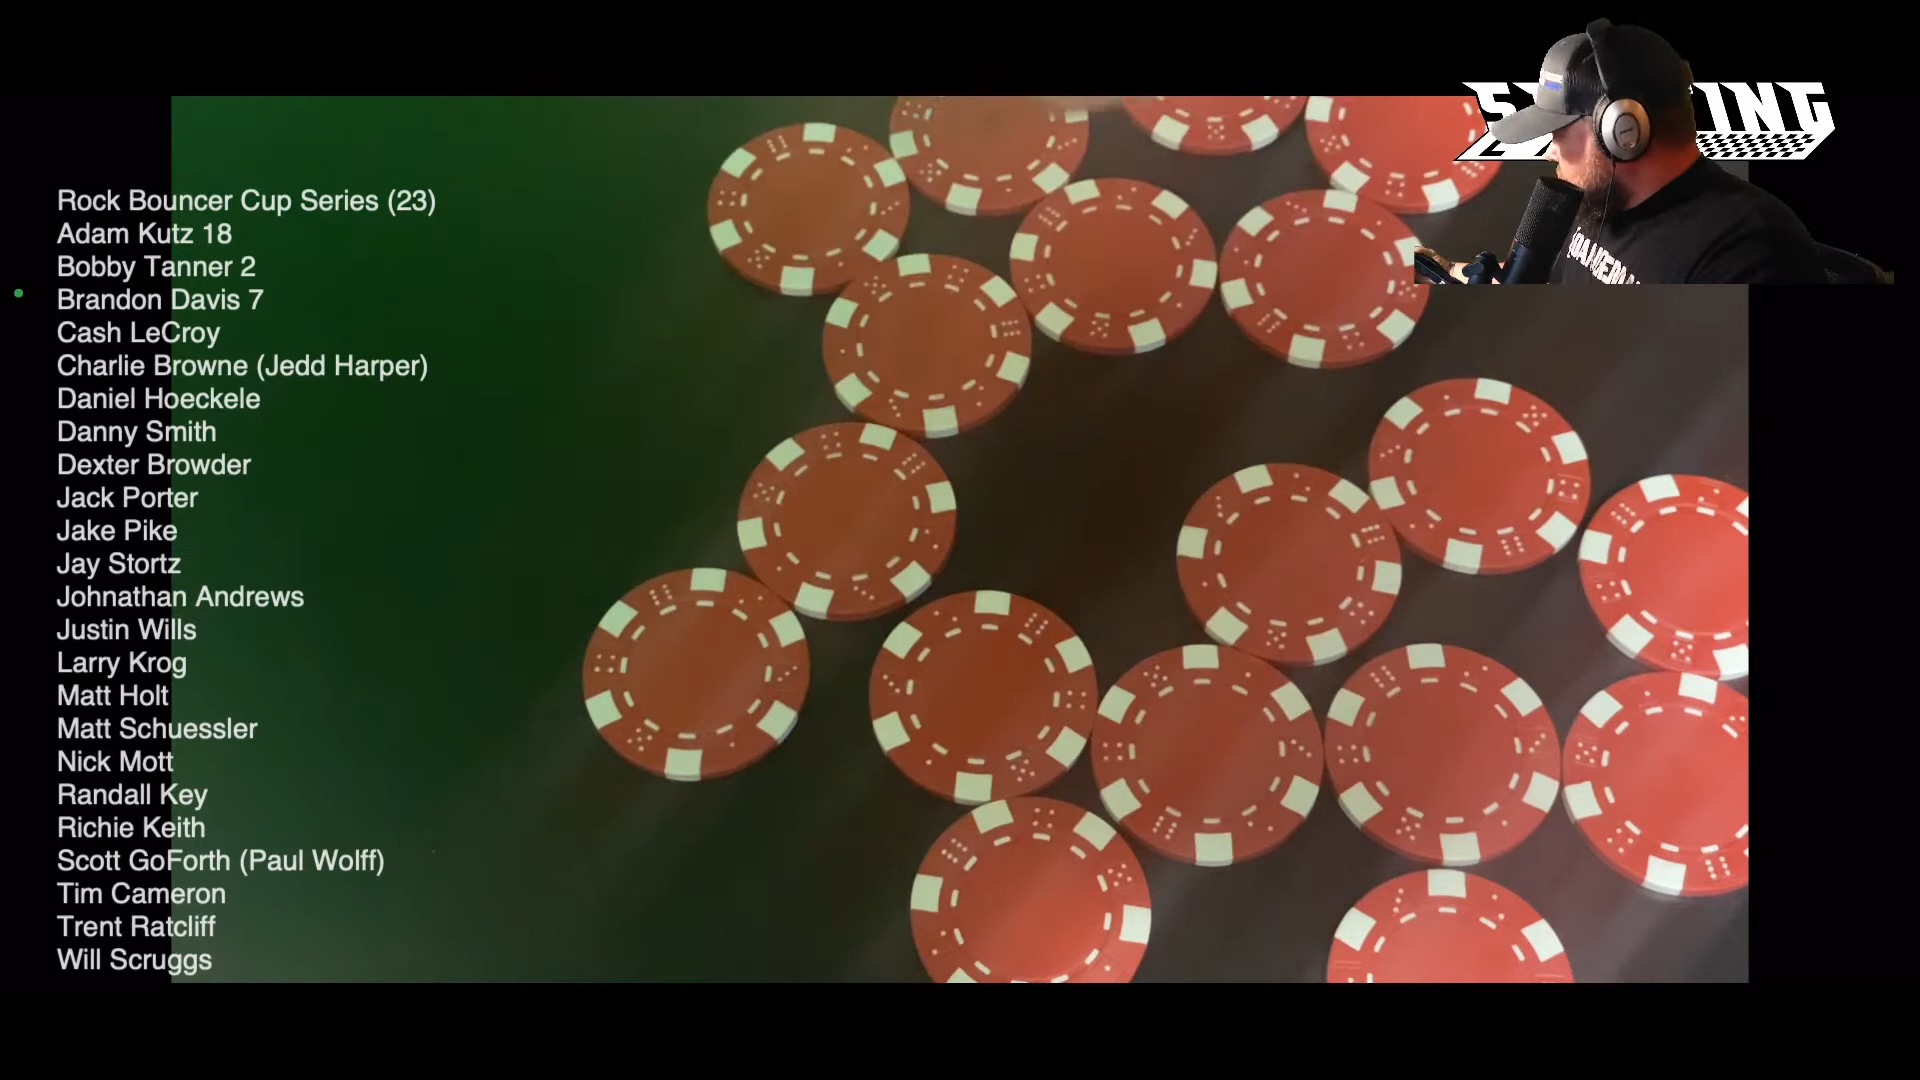 Rock Bouncer Cup Series (23)
Adam Kutz 18
Bobby Tanner 2
Brandon Davis 7
Cash LeCroy
Charlie Browne (Jedd Harper)
Daniel Hoeckele
Danny Smith
Dexter Browder
Jack Porter
Jake Pike
Jay Stortz
Johnathan Andrews
Justin Wills
Larry Krog
Matt Holt
Matt Schuessler
Nick Mott
Randall Key
Richie Keith
Scott GoForth (Paul Wolff)
Tim Cameron
Trent Ratcliff
Will Scruggs